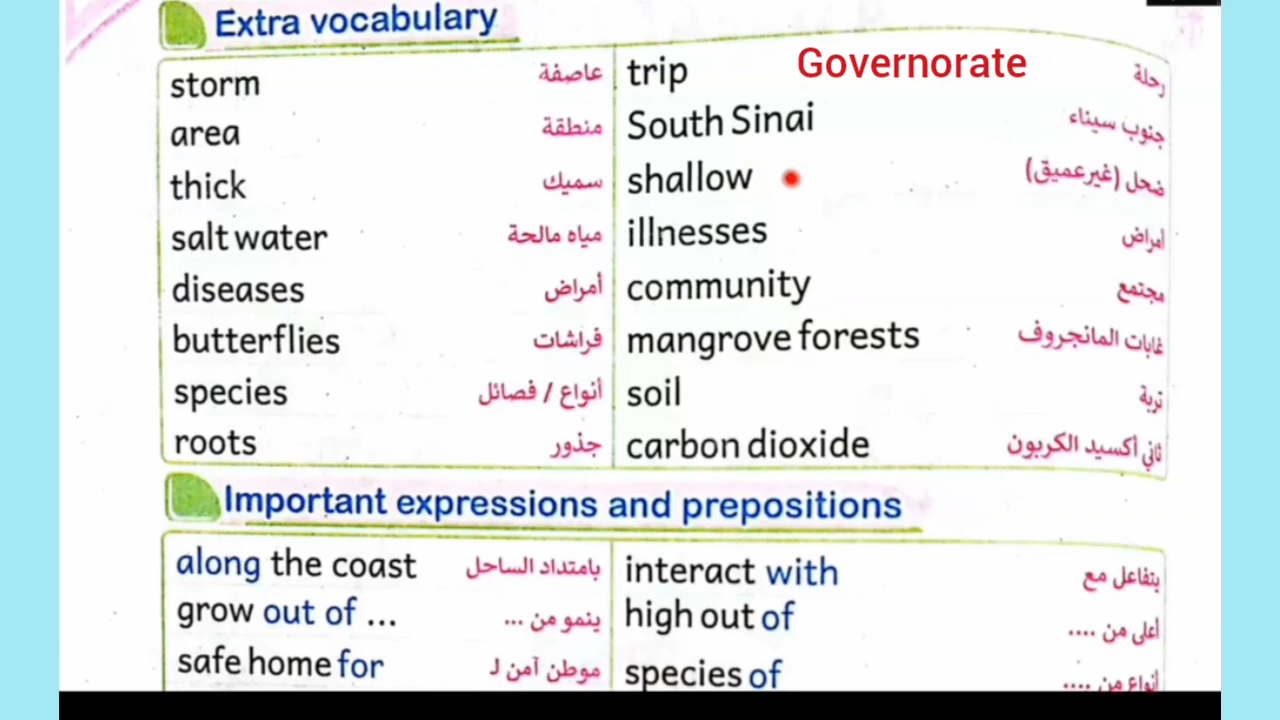 Extra vocabulary
Governorate
storm عاصفة
trip رحلة
area منطقة
South Sinai جنوب سيناء
thick سميك
shallow ضحل (غير عميق)
salt water مياه مالحة
illnesses أمراض
diseases أمراض
community مجتمع
butterflies فراشات
mangrove forests غابات المانجروف
species أنواع / فصائل
soil تربة
roots جذور
carbon dioxide ثاني أكسيد الكربون
Important expressions and prepositions
along the coast بامتداد الساحل
interact with يتفاعل مع
grow out of ... ينمو من ...
high out of أعلى من ....
safe home for موطن آمن لـ
species of أنواع من ....